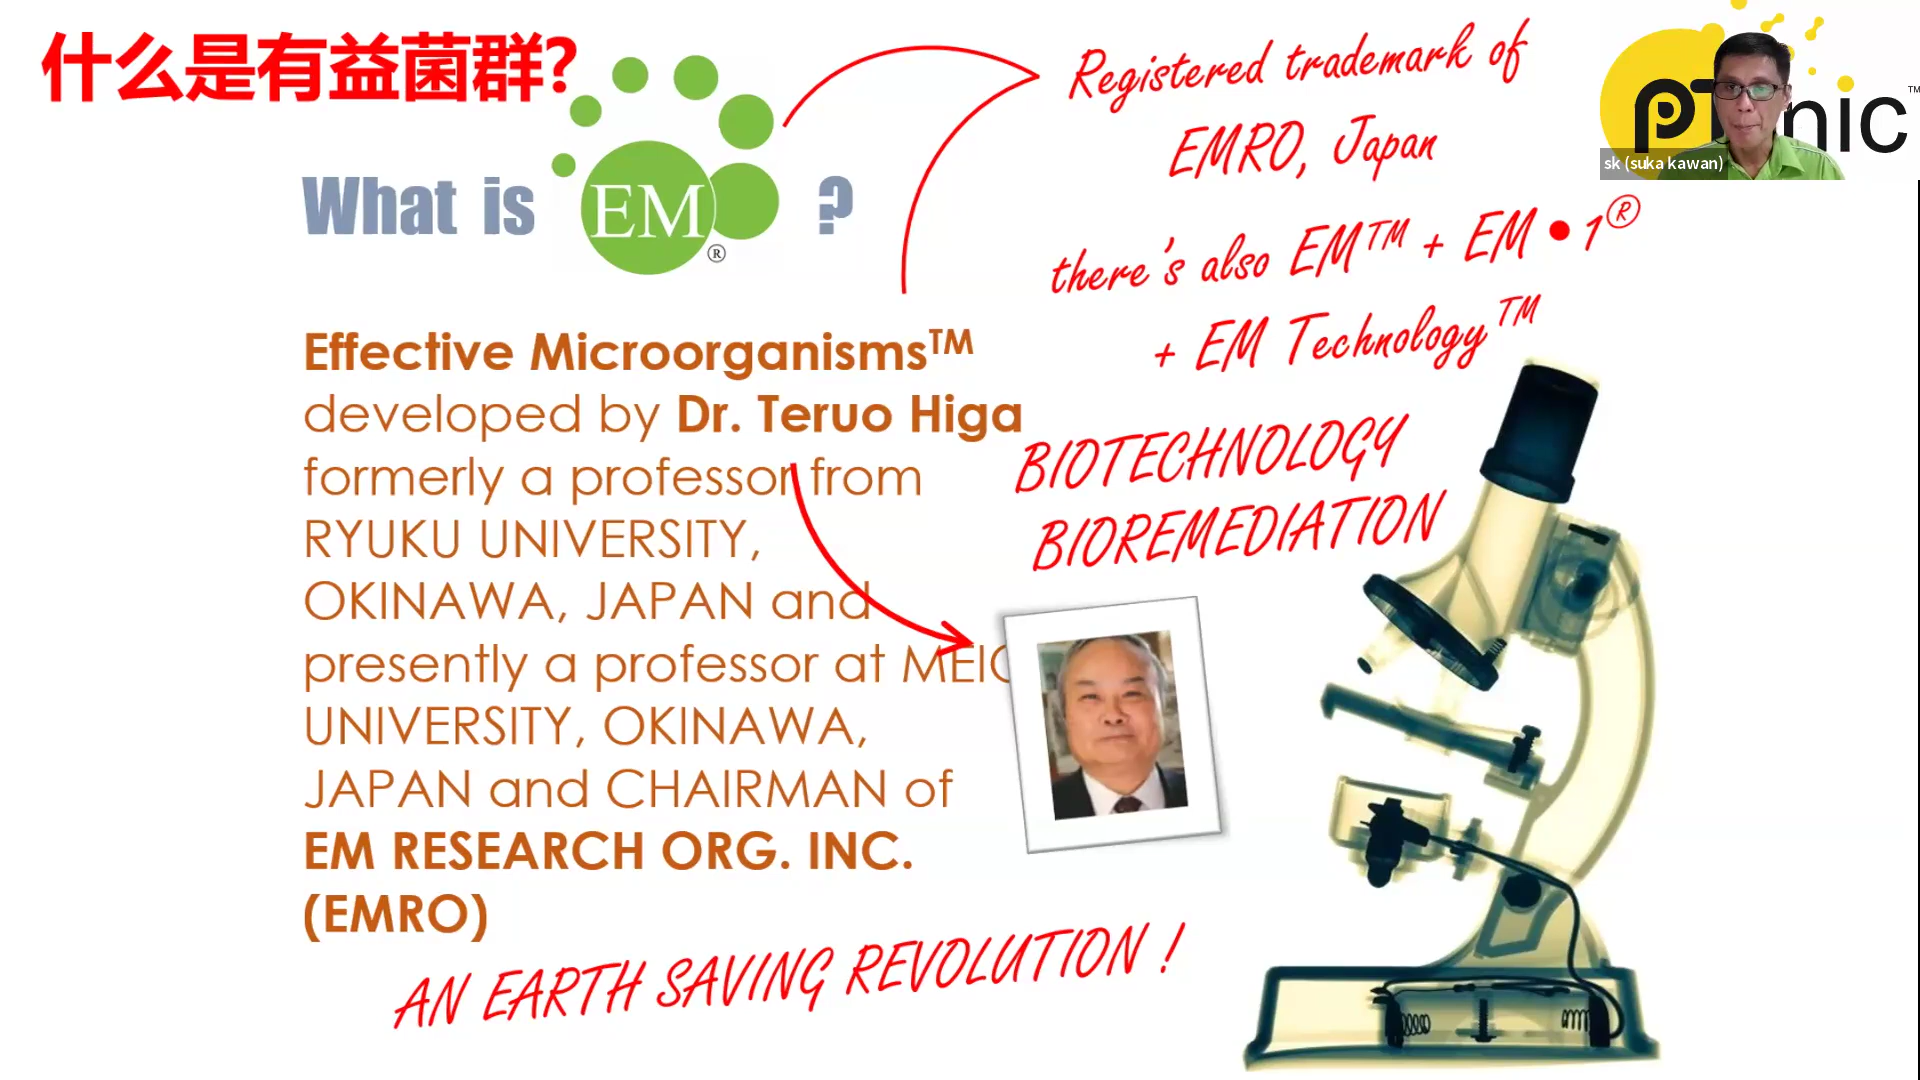 什么是有益菌群?
What is EM® ?
Registered trademark of
EMRO, Japan
there's also EM™ + EM•1®
+ EM Technology™
sk (suka kawan)
Effective Microorganisms™
developed by Dr. Teruo Higa
formerly a professor from
RYUKU UNIVERSITY,
OKINAWA, JAPAN and
presently a professor at
UNIVERSITY, OKINAWA,
JAPAN and CHAIRMAN of
EM RESEARCH ORG. INC.
(EMRO)
BIOTECHNOLOGY
BIOREMEDIATION
AN EARTH SAVING REVOLUTION !